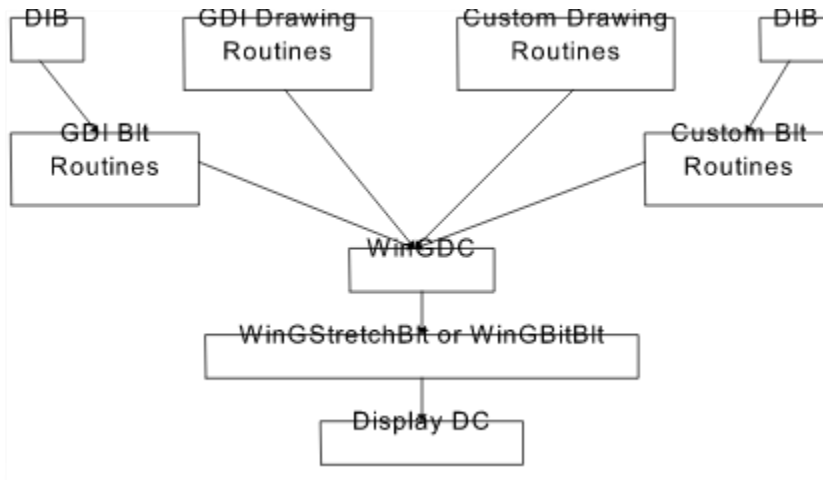 DIB
GDI Drawing
Routines
Custom Drawing
Routines
DIB
GDI Blt
Routines
Custom Blt
Routines
WinGDC
WinGStretchBlt or WinGBitBlt
Display DC